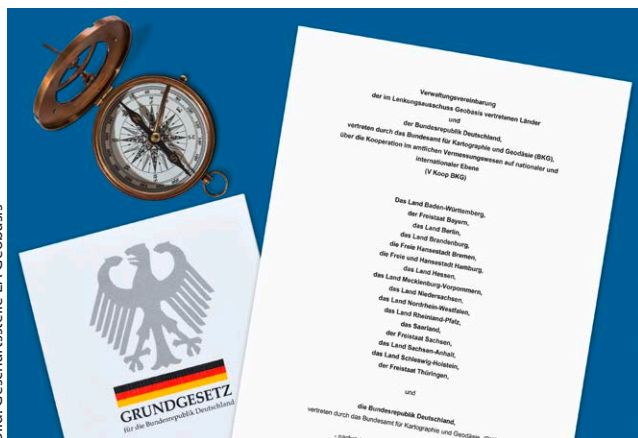 Verwaltungsvereinbarung
der im Lenkungsausschuss Geobasis vertretenen Länder
und
der Bundesrepublik Deutschland,
vertreten durch das Bundesamt für Kartographie und Geodäsie (BKG),
über die Kooperation im amtlichen Vermessungswesen auf nationaler und
internationaler Ebene
(V Koop BKG)
Das Land Baden-Württemberg,
der Freistaat Bayern,
das Land Berlin,
das Land Brandenburg,
die Freie Hansestadt Bremen,
die Freie und Hansestadt Hamburg,
das Land Hessen,
das Land Mecklenburg-Vorpommern,
das Land Niedersachsen,
das Land Nordrhein-Westfalen,
das Land Rheinland-Pfalz,
das Saarland,
der Freistaat Sachsen,
das Land Sachsen-Anhalt,
das Land Schleswig-Holstein,
der Freistaat Thüringen,
und
die Bundesrepublik Deutschland,
vertreten durch das Bundesamt für Kartographie und Geodäsie
GRUNDGESETZ
für die Bundesrepublik Deutschland
Geobasis